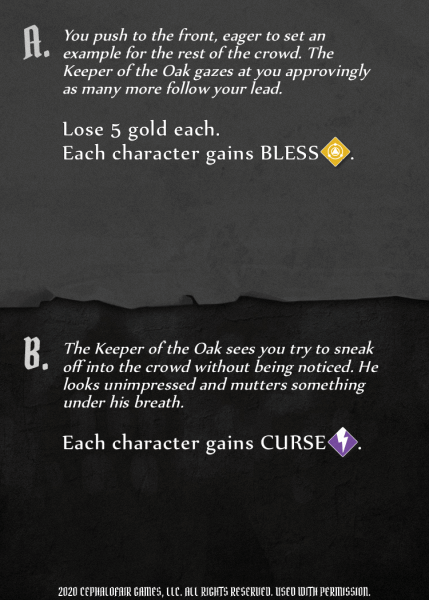 A. You push to the front, eager to set an
example for the rest of the crowd. The
Keeper of the Oak gazes at you approvingly
as many more follow your lead.
Lose 5 gold each.
Each character gains BLESS.
B. The Keeper of the Oak sees you try to sneak
off into the crowd without being noticed. He
looks unimpressed and mutters something
under his breath.
Each character gains CURSE.
2020 CEPHALOFAIR GAMES, LLC. ALL RIGHTS RESERVED. USED WITH PERMISSION.